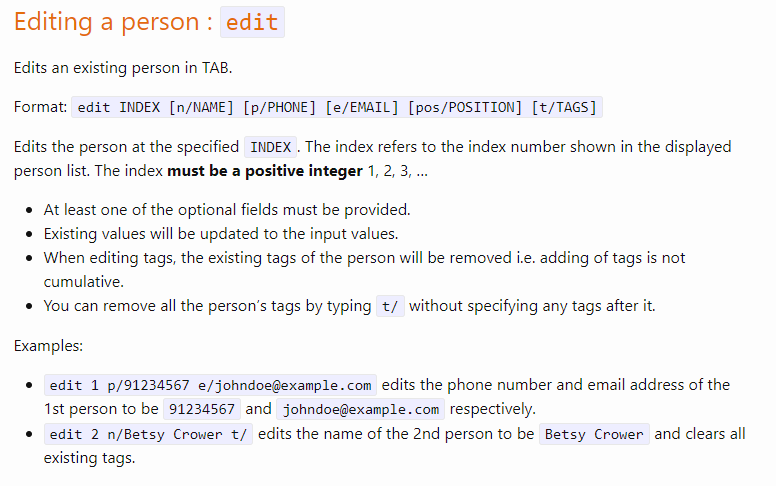 Editing a person : edit
Edits an existing person in TAB.
Format: edit INDEX [n/NAME] [p/PHONE] [e/EMAIL] [pos/POSITION] [t/TAGS]
Edits the person at the specified INDEX. The index refers to the index number shown in the displayed
person list. The index must be a positive integer 1, 2, 3, …
• At least one of the optional fields must be provided.
• Existing values will be updated to the input values.
• When editing tags, the existing tags of the person will be removed i.e. adding of tags is not
cumulative.
• You can remove all the person’s tags by typing t/ without specifying any tags after it.
Examples:
• edit 1 p/91234567 e/johndoe@example.com edits the phone number and email address of the
1st person to be 91234567 and johndoe@example.com respectively.
• edit 2 n/Betsy Crower t/ edits the name of the 2nd person to be Betsy Crower and clears all
existing tags.